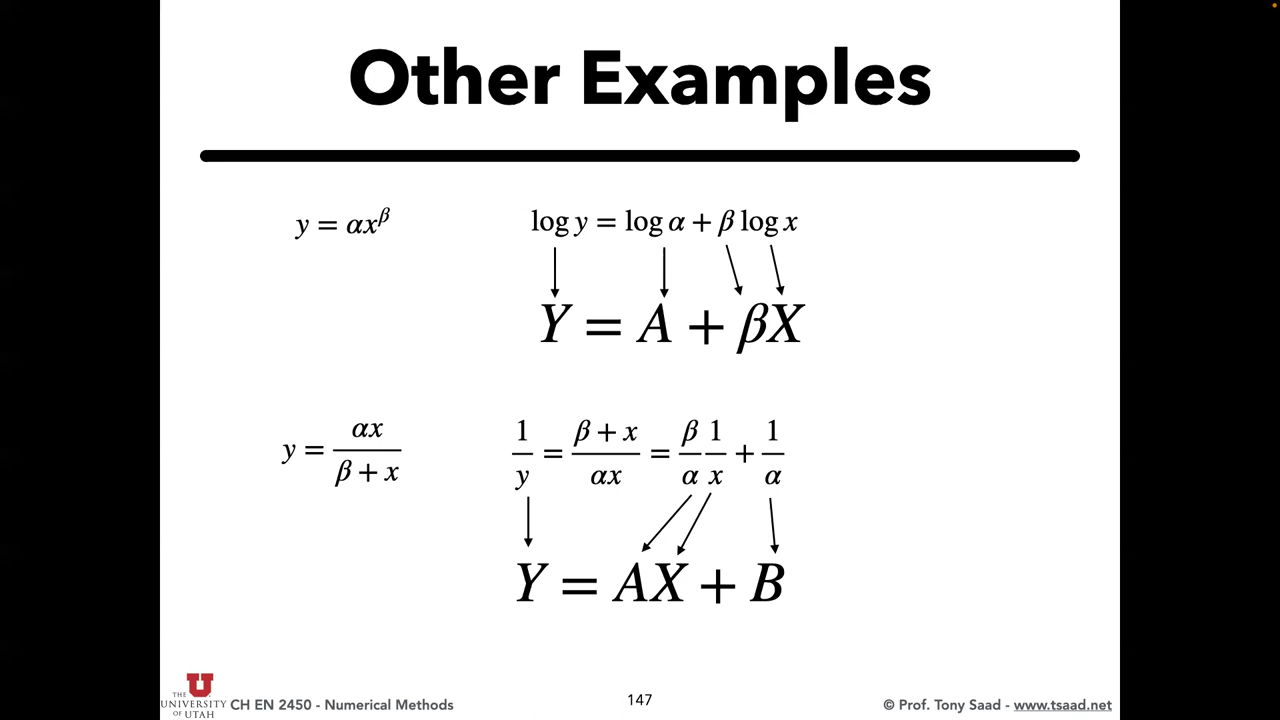 Other Examples
y = αx^β
log y = log α + β log x
Y = A + βX
y = αx / (β + x)
1/y = (β + x)/(αx) = (β/α)(1/x) + 1/α
Y = AX + B
THE UNIVERSITY OF UTAH
CH EN 2450 - Numerical Methods
147
© Prof. Tony Saad - www.tsaad.net